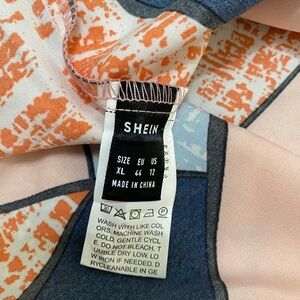 SHEIN
SIZE EU US
XL 44 12
MADE IN CHINA
WASH WITH LIKE COL
ORS, MACHINE WASH
COLD, GENTLE CYCL
E. DO NOT BLEACH. T
UMBLE DRY LOW. LO
W IRON IF NEEDED. D
RYCLEANABLE IN GE